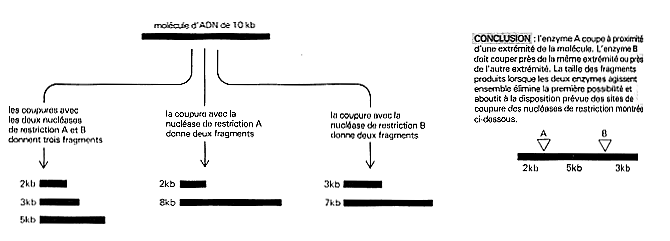 molécule d'ADN de 10 kb
les coupures avec
les deux nucléases
de restriction A et B
donnent trois fragments
2kb
3kb
5kb
la coupure avec la
nucléase de restriction A
donne deux fragments
2kb
8kb
la coupure avec la
nucléase de restriction B
donne deux fragments
3kb
7kb
CONCLUSION : l'enzyme A coupe à proximité
d'une extrémité de la molécule. L'enzyme B
doit couper près de la même extrémité ou près
de l'autre extrémité. La taille des fragments
produits lorsque les deux enzymes agissent
ensemble élimine la première possibilité et
aboutit à la disposition prévue des sites de
coupure des nucléases de restriction montrée
ci-dessous.
A B
2kb 5kb 3kb